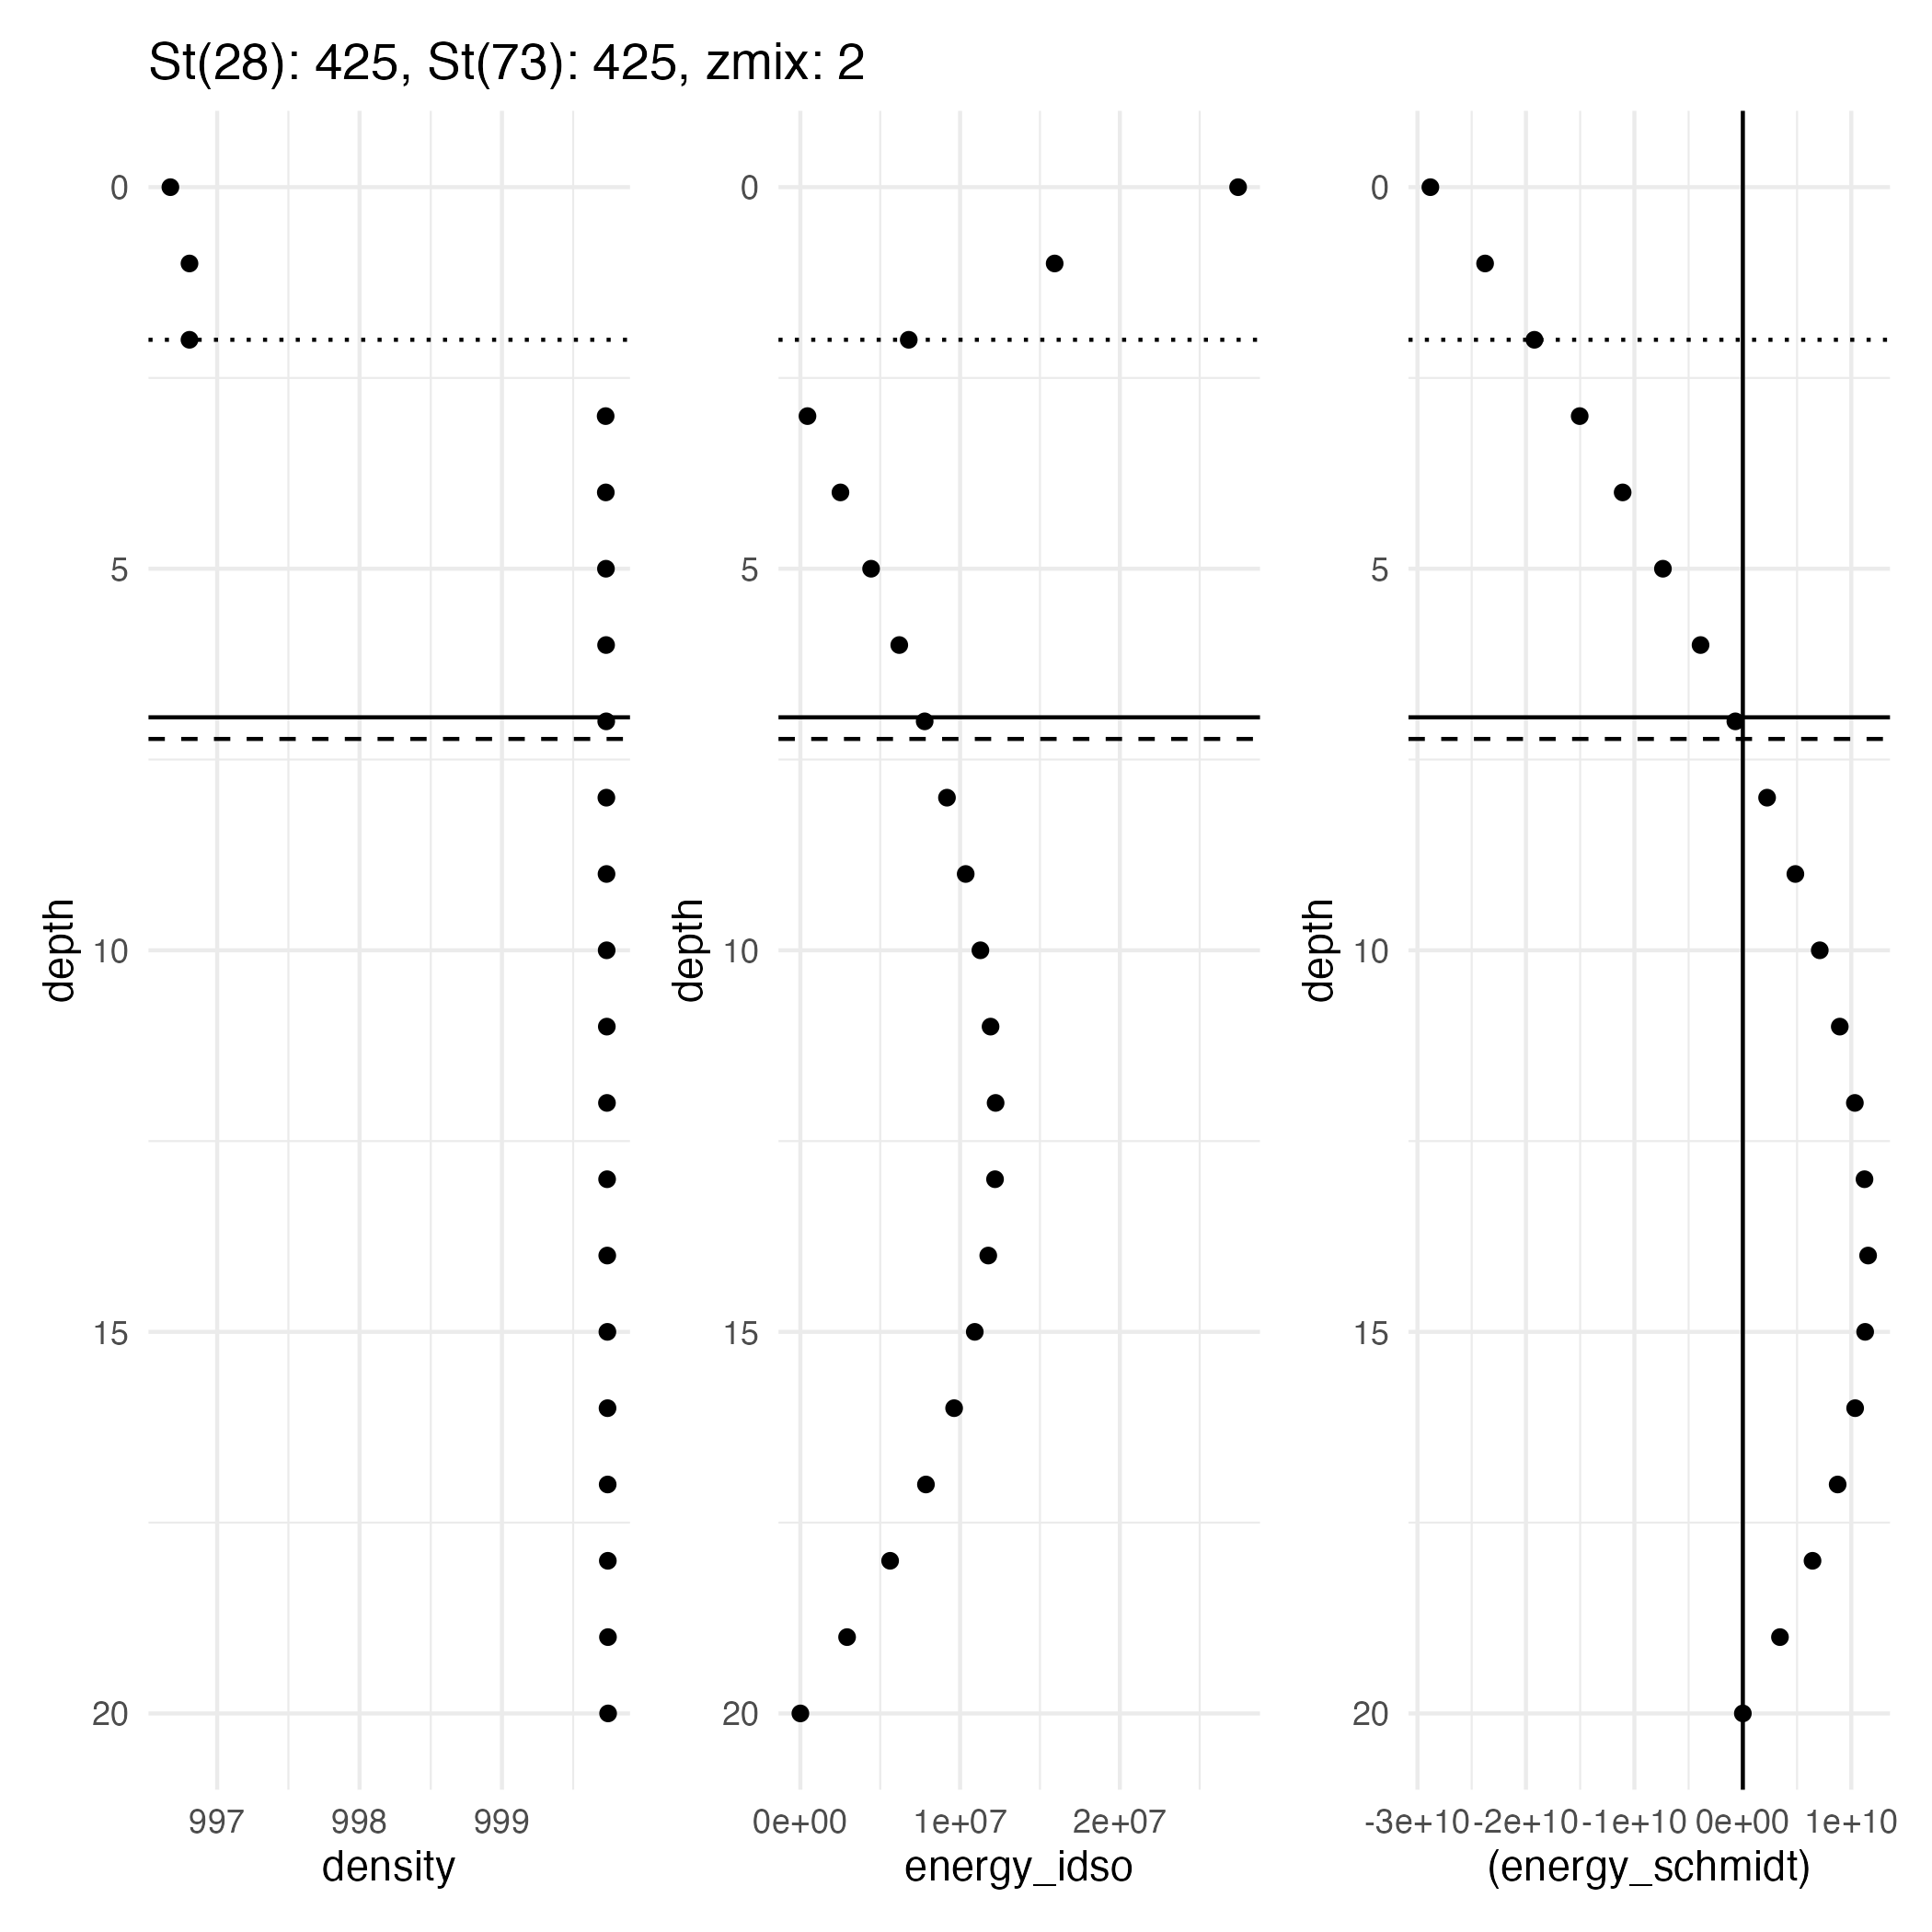 St(28): 425, St(73): 425, zmix: 2
0
5
10
15
20
depth
997
998
999
density
0
5
10
15
20
depth
0e+00
1e+07
2e+07
energy_idso
0
5
10
15
20
depth
-3e+10
-2e+10
-1e+10
0e+00
1e+10
(energy_schmidt)